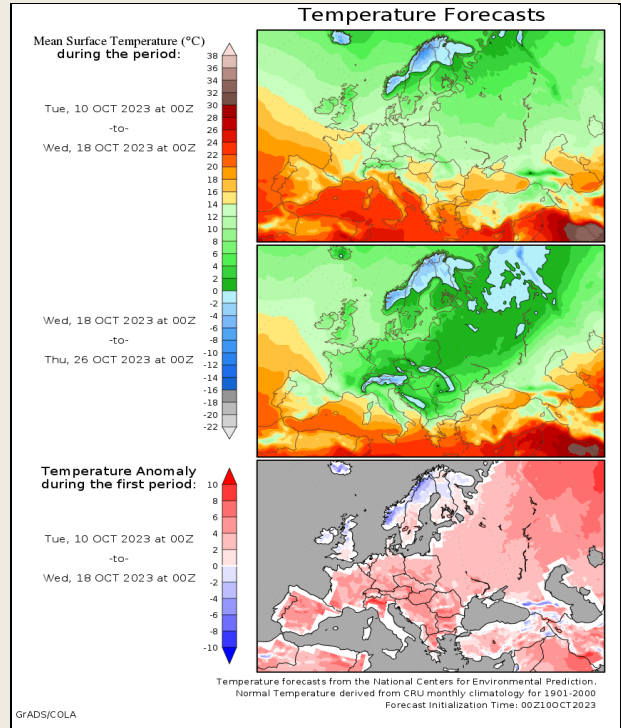 Temperature Forecasts
Mean Surface Temperature (°C)
during the period:
Tue, 10 OCT 2023 at 00Z
-to-
Wed, 18 OCT 2023 at 00Z
38
36
34
32
30
28
26
24
22
20
18
16
14
12
10
8
6
4
2
0
-2
-4
-6
-8
-10
-12
-14
-16
-18
-20
-22
Wed, 18 OCT 2023 at 00Z
-to-
Thu, 26 OCT 2023 at 00Z
Temperature Anomaly
during the first period:
Tue, 10 OCT 2023 at 00Z
-to-
Wed, 18 OCT 2023 at 00Z
10
8
6
4
2
0
-2
-4
-6
-8
-10
Temperature forecasts from the National Centers for Environmental Prediction.
Normal Temperature derived from CRU monthly climatology for 1901-2000
Forecast Initialization Time: 00Z10OCT2023
GrADS/COLA